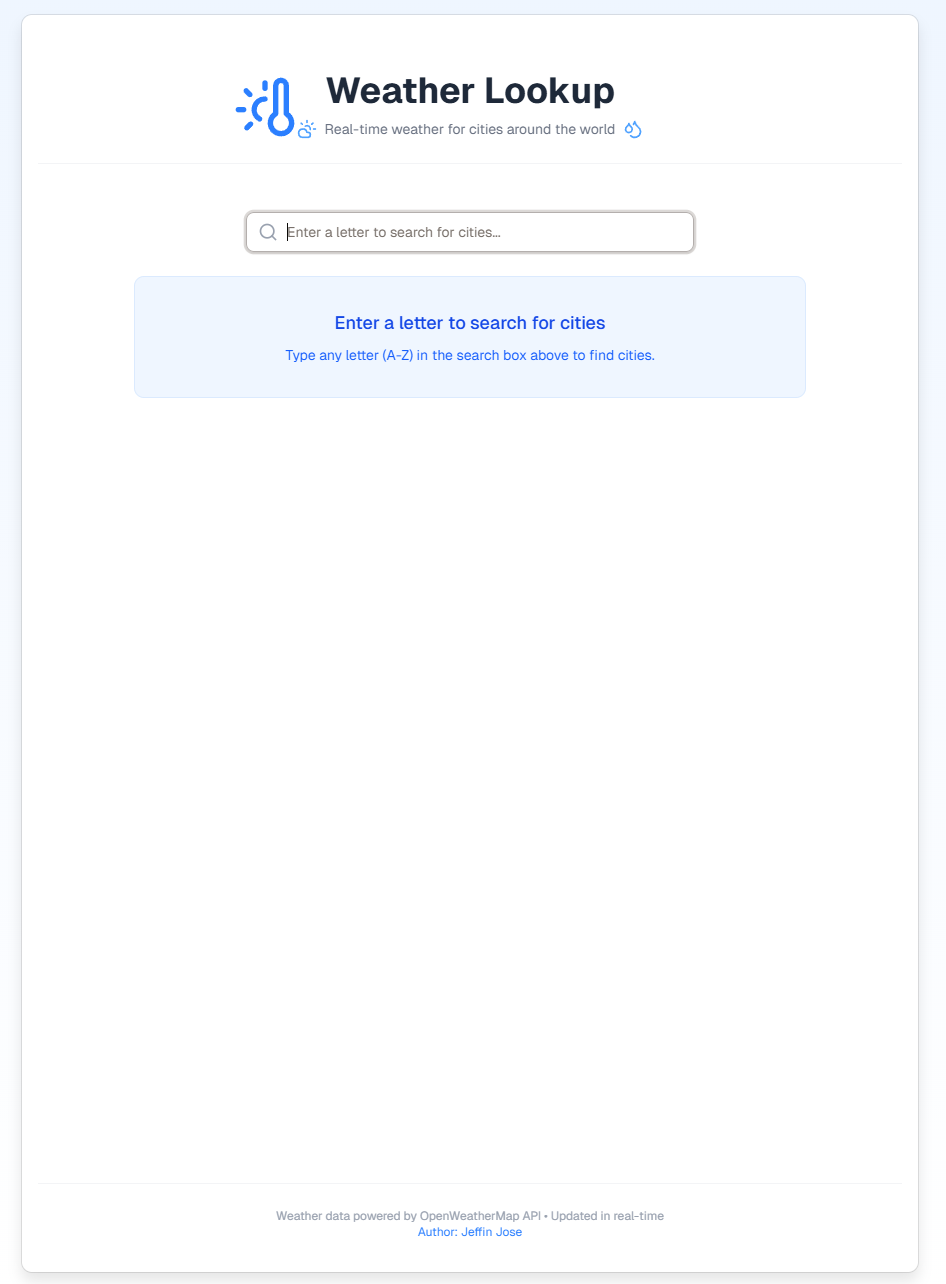 Weather Lookup
Real-time weather for cities around the world
Enter a letter to search for cities...
Enter a letter to search for cities
Type any letter (A-Z) in the search box above to find cities.
Weather data powered by OpenWeatherMap API • Updated in real-time
Author: Jeffin Jose